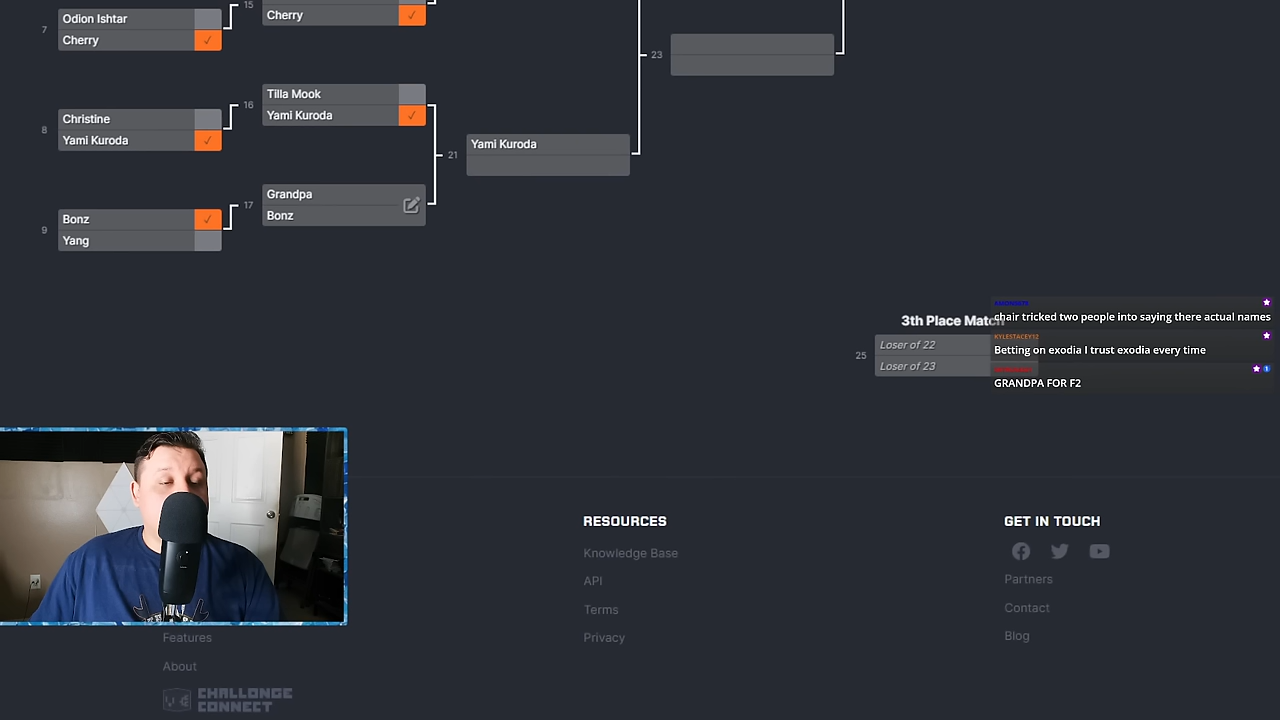 7
Odion Ishtar
Cherry
15
Cherry
23
8
Christine
Yami Kuroda
16
Tilla Mook
Yami Kuroda
21
Yami Kuroda
9
Bonz
Yang
17
Grandpa
Bonz
3th Place Match
25
Loser of 22
Loser of 23
chair tricked two people into saying there actual names
KYLESTACEY12
Betting on exodia I trust exodia every time
1
GRANDPA FOR F2
Features
About
CHALLONGE
CONNECT
RESOURCES
Knowledge Base
API
Terms
Privacy
GET IN TOUCH
Partners
Contact
Blog